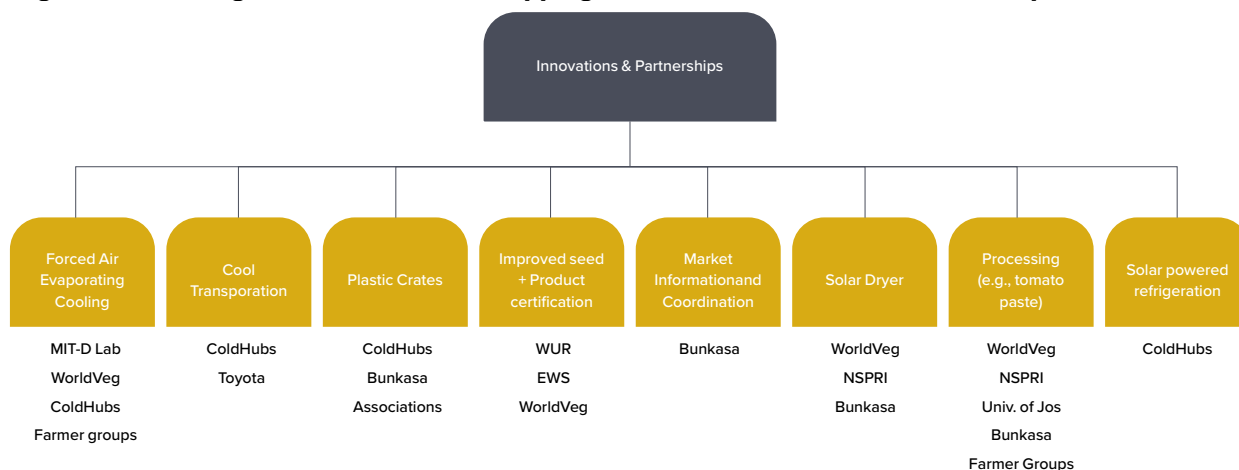 Innovations & Partnerships
Forced Air
Evaporating
Cooling
MIT-D Lab
WorldVeg
ColdHubs
Farmer groups
Cool
Transporation
ColdHubs
Toyota
Plastic Crates
ColdHubs
Bunkasa
Associations
Improved seed
+ Product
certification
WUR
EWS
WorldVeg
Market
Informationand
Coordination
Bunkasa
Solar Dryer
WorldVeg
NSPRI
Bunkasa
Processing
(e.g., tomato
paste)
WorldVeg
NSPRI
Univ. of Jos
Bunkasa
Farmer Groups
Solar powered
refrigeration
ColdHubs